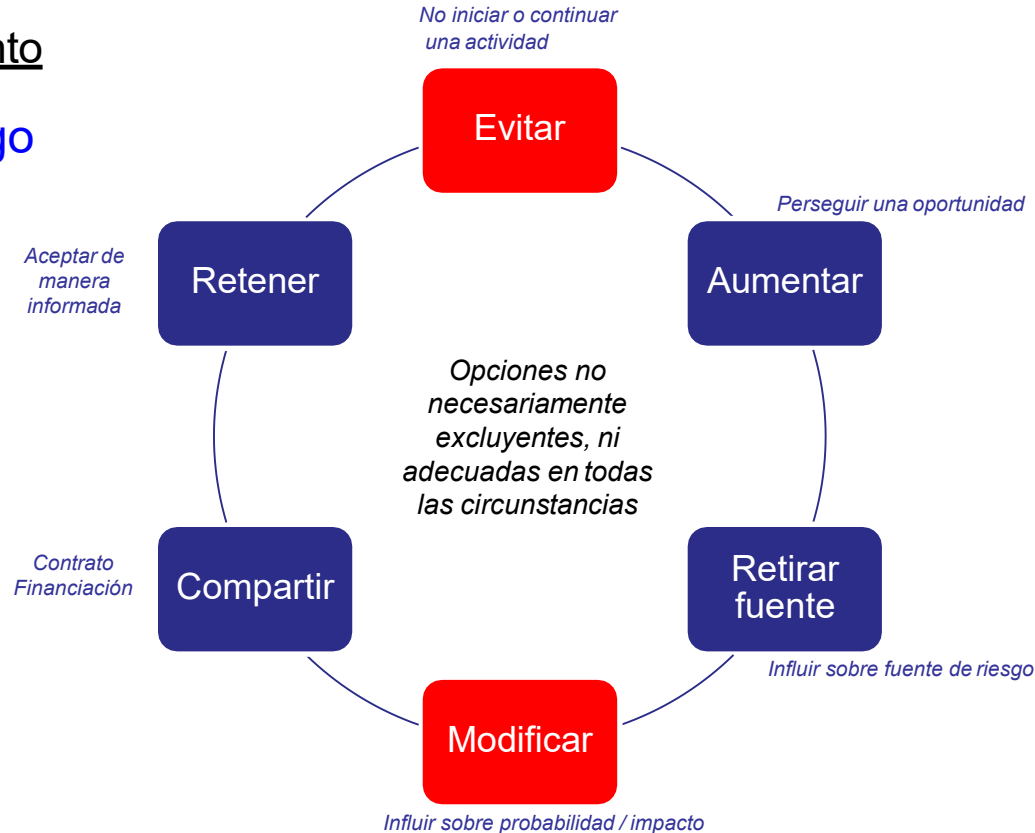 No iniciar o continuar
una actividad
Evitar
Perseguir una oportunidad
Aumentar
Aceptar de
manera
informada
Retener
Opciones no
necesariamente
excluyentes, ni
adecuadas en todas
las circunstancias
Contrato
Financiación
Compartir
Retirar
fuente
Influir sobre fuente de riesgo
Modificar
Influir sobre probabilidad / impacto